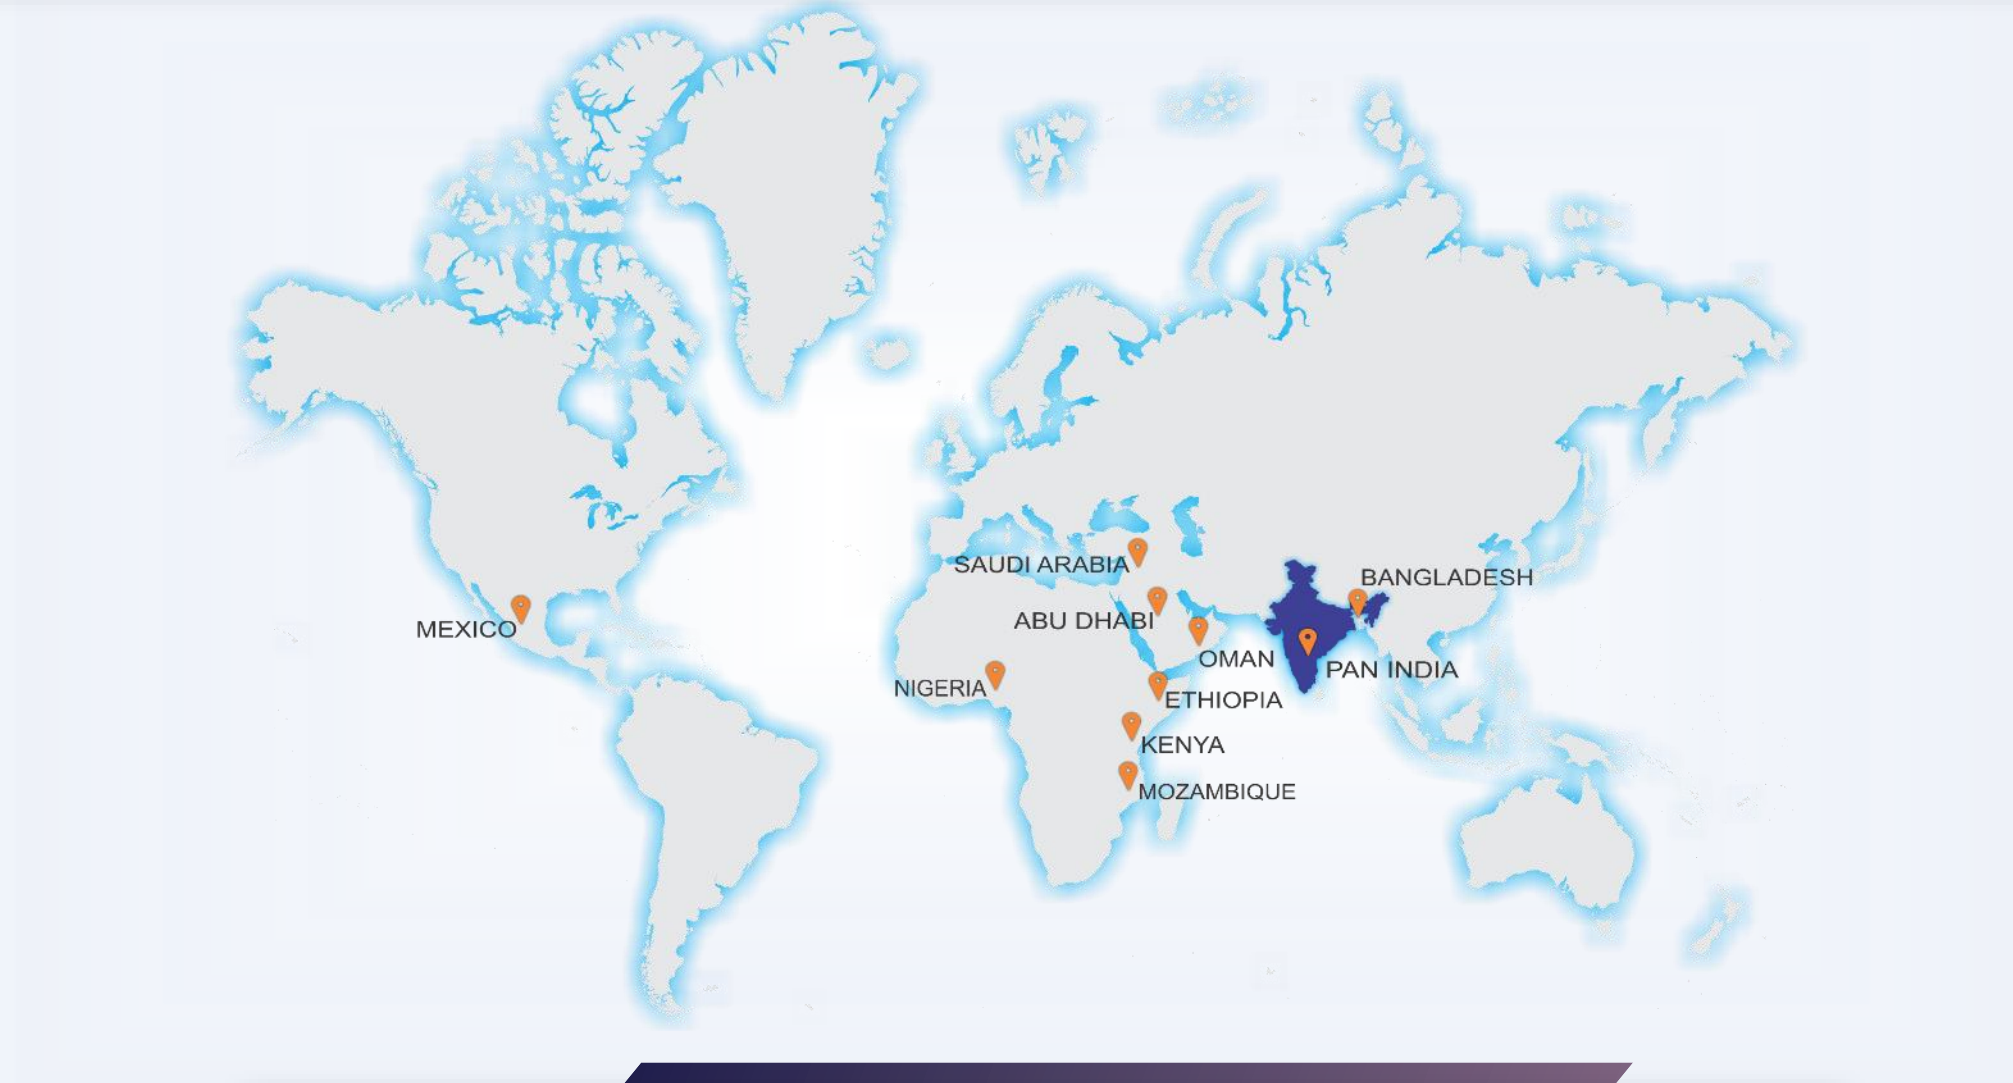 SAUDI ARABIA
BANGLADESH
ABU DHABI
MEXICO
OMAN
PAN INDIA
NIGERIA
ETHIOPIA
KENYA
MOZAMBIQUE